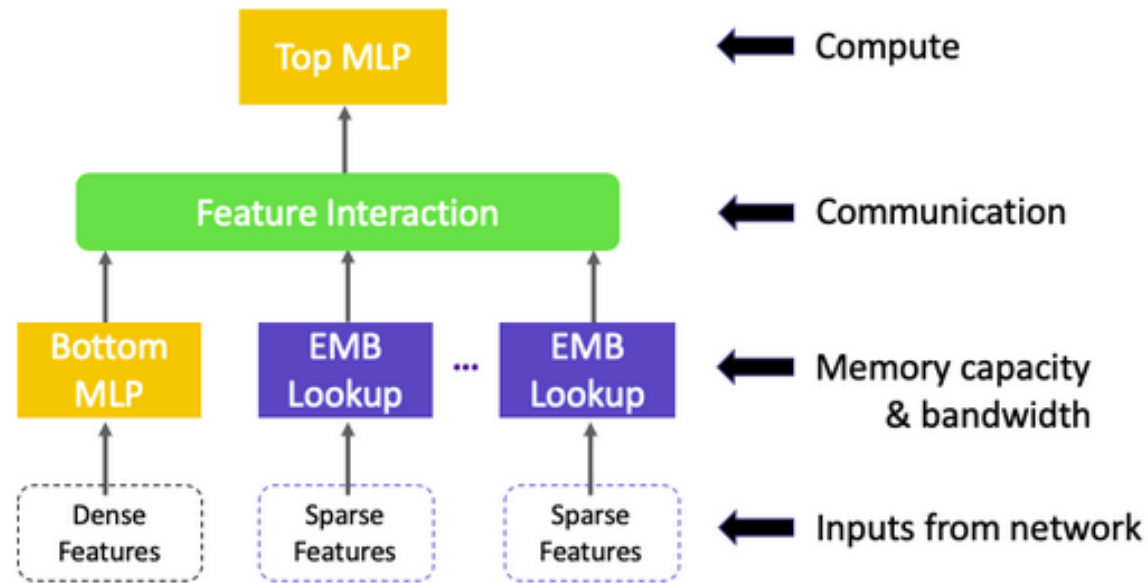 Top MLP
Compute
Feature Interaction
Communication
Bottom
MLP
EMB
Lookup
...
EMB
Lookup
Memory capacity
& bandwidth
Dense
Features
Sparse
Features
Sparse
Features
Inputs from network